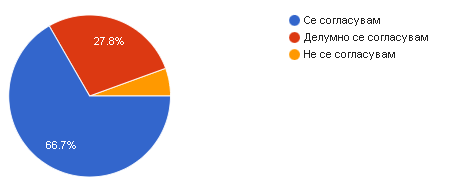 27.8%
66.7%
Се согласувам
Делумно се согласувам
Не се согласувам